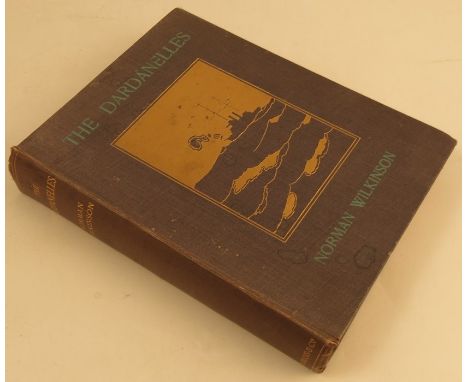 THE DARDANELLES
NORMAN WILKINSON
THE
DARDANELLES
NORMAN
WILKINSON